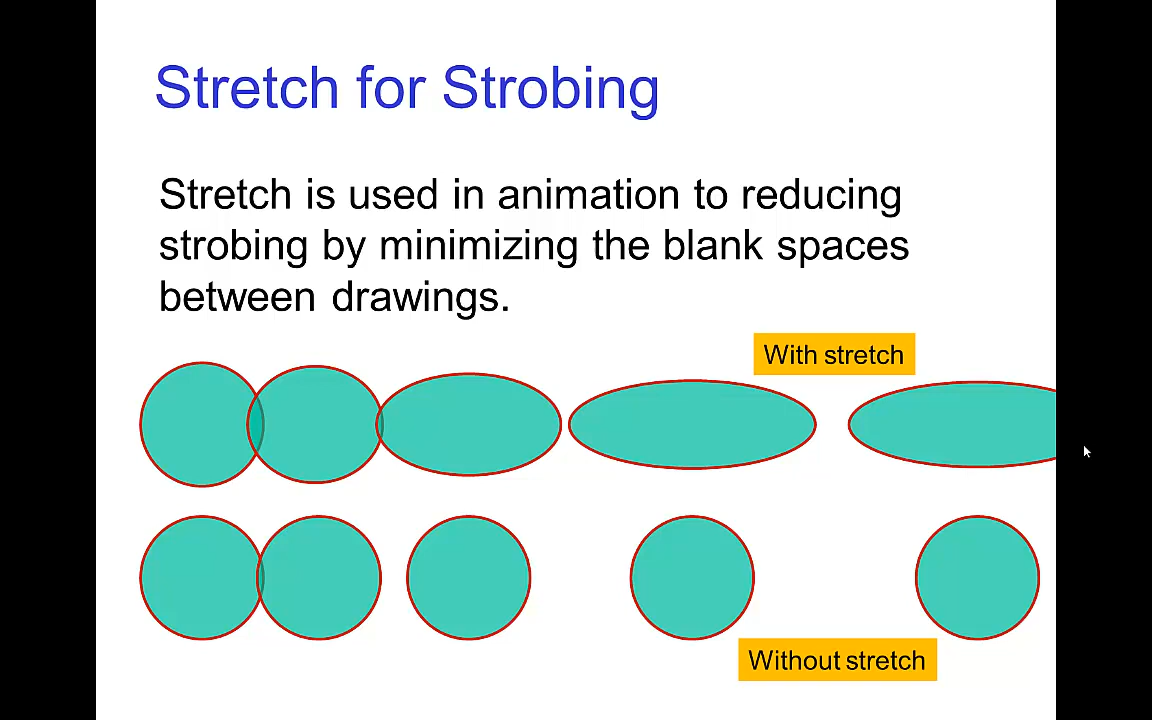 Stretch for Strobing
Stretch is used in animation to reducing
strobing by minimizing the blank spaces
between drawings.
With stretch
Without stretch